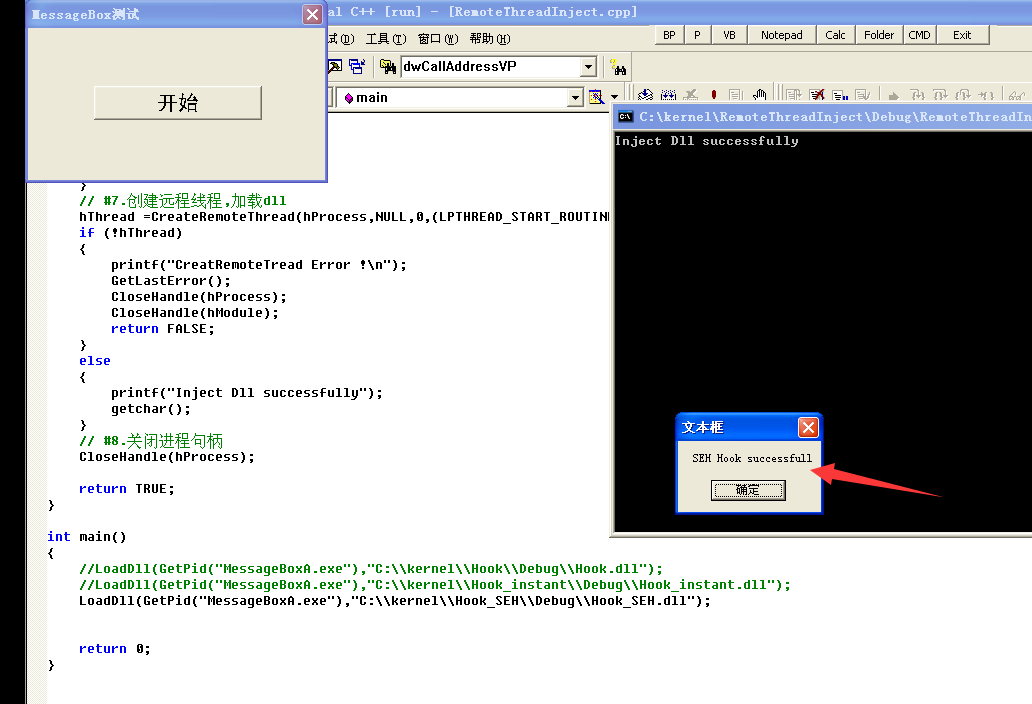 MessageBox测试
al C++ [run] - [RemoteThreadInject.cpp]
试(D) 工具(T) 窗口(W) 帮助(H)
BP P VB Notepad Calc Folder CMD Exit
dwCallAddressVP
main
开始
C:\kernel\RemoteThreadInject\Debug\RemoteThreadIn
Inject Dll successfully
}
// #7.创建远程线程,加载dll
hThread =CreateRemoteThread(hProcess,NULL,0,(LPTHREAD_START_ROUTIN
if (!hThread)
{
printf("CreatRemoteTread Error !\n");
GetLastError();
CloseHandle(hProcess);
CloseHandle(hModule);
return FALSE;
}
else
{
printf("Inject Dll successfully");
getchar();
}
// #8.关闭进程句柄
CloseHandle(hProcess);
return TRUE;
}
文本框
SEH Hook successfull
确定
int main()
{
//LoadDll(GetPid("MessageBoxA.exe"),"C:\\kernel\\Hook\\Debug\\Hook.dll");
//LoadDll(GetPid("MessageBoxA.exe"),"C:\\kernel\\Hook_instant\\Debug\\Hook_instant.dll");
LoadDll(GetPid("MessageBoxA.exe"),"C:\\kernel\\Hook_SEH\\Debug\\Hook_SEH.dll");
return 0;
}